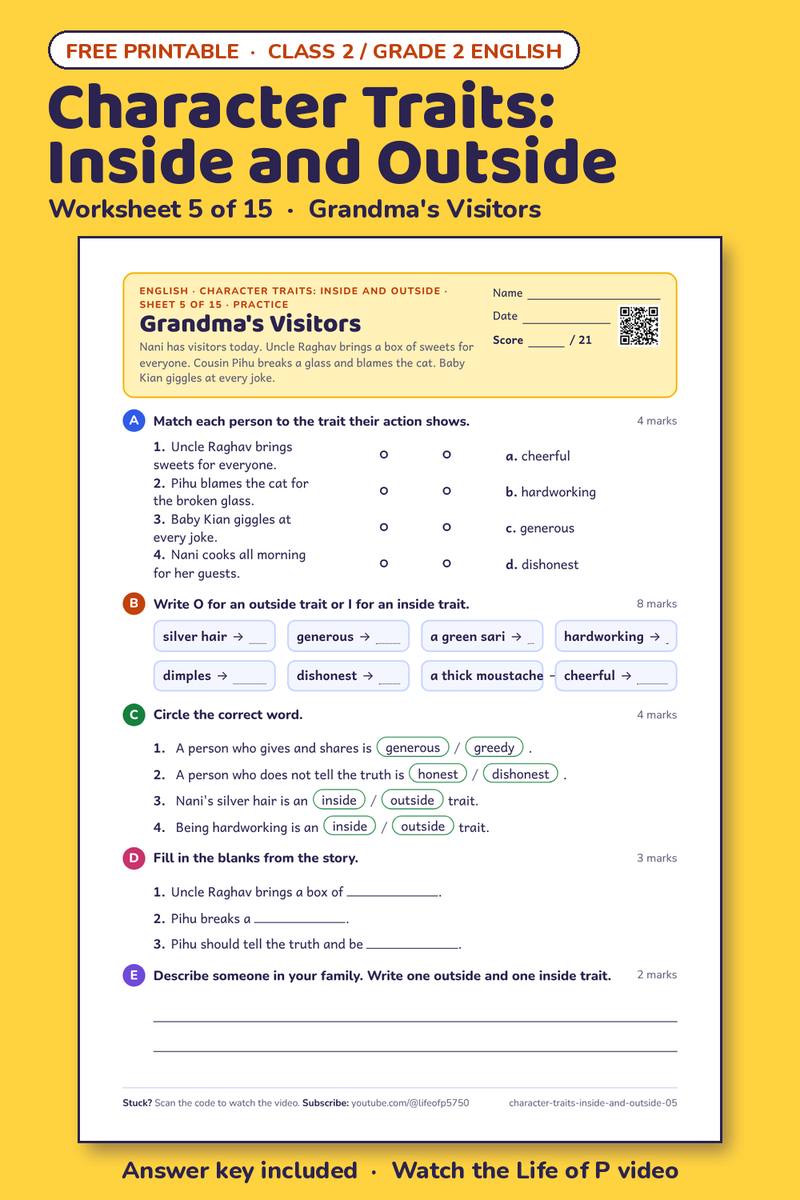 FREE PRINTABLE · CLASS 2 / GRADE 2 ENGLISH
Character Traits:
Inside and Outside
Worksheet 5 of 15 · Grandma's Visitors
ENGLISH · CHARACTER TRAITS: INSIDE AND OUTSIDE ·
SHEET 5 OF 15 · PRACTICE
Grandma's Visitors
Nani has visitors today. Uncle Raghav brings a box of sweets for
everyone. Cousin Pihu breaks a glass and blames the cat. Baby
Kian giggles at every joke.
Name ____
Date ____
Score ____ / 21
A Match each person to the trait their action shows. 4 marks
1. Uncle Raghav brings
sweets for everyone.
a. cheerful
2. Pihu blames the cat for
the broken glass.
b. hardworking
3. Baby Kian giggles at
every joke.
c. generous
4. Nani cooks all morning
for her guests.
d. dishonest
B Write O for an outside trait or I for an inside trait. 8 marks
silver hair → ____ generous → ____ a green sari → __ hardworking → _
dimples → ____ dishonest → ____ a thick moustache – cheerful → ____
C Circle the correct word. 4 marks
1. A person who gives and shares is generous / greedy .
2. A person who does not tell the truth is honest / dishonest .
3. Nani's silver hair is an inside / outside trait.
4. Being hardworking is an inside / outside trait.
D Fill in the blanks from the story. 3 marks
1. Uncle Raghav brings a box of ____.
2. Pihu breaks a ____.
3. Pihu should tell the truth and be ____.
E Describe someone in your family. Write one outside and one inside trait. 2 marks
Stuck? Scan the code to watch the video. Subscribe: youtube.com/@lifeofp5750 character-traits-inside-and-outside-05
Answer key included · Watch the Life of P video